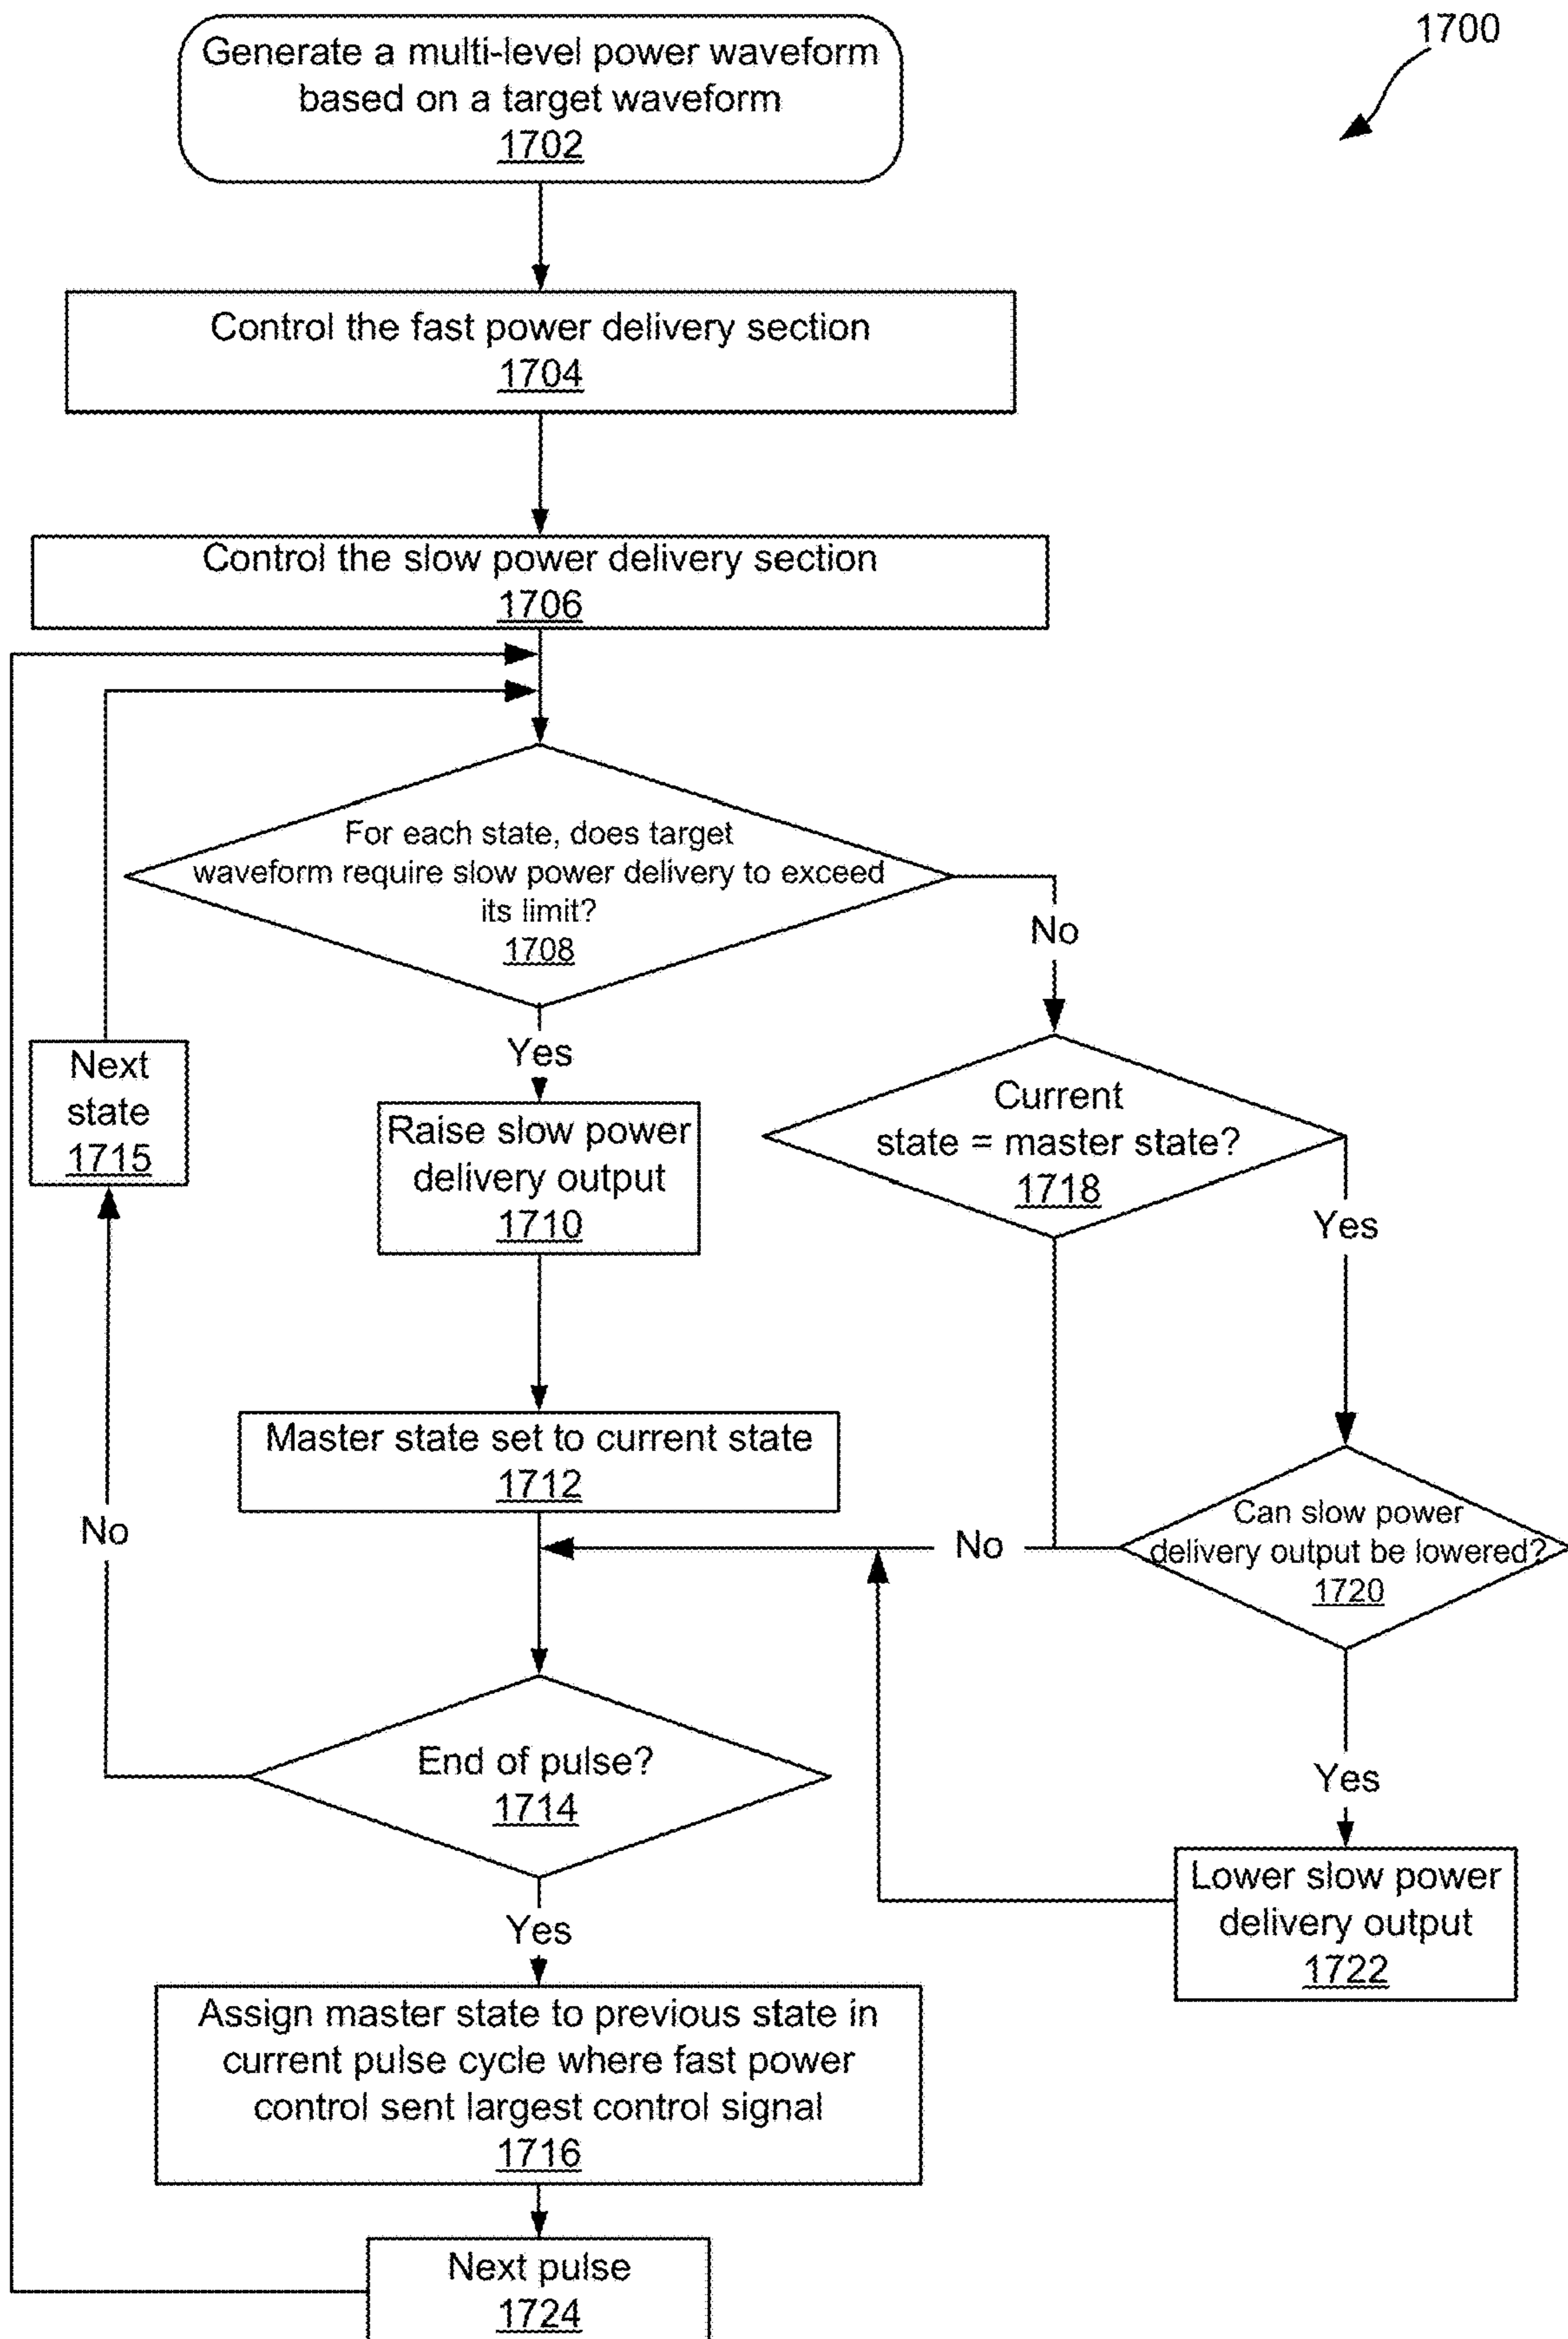 1700
Generate a multi-level power waveform
based on a target waveform
1702
Control the fast power delivery section
1704
Control the slow power delivery section
1706
For each state, does target
waveform require slow power delivery to exceed
its limit?
1708
No
Yes
Next
state
1715
Raise slow power
delivery output
1710
Current
state = master state?
1718
Yes
Master state set to current state
1712
No
No
Can slow power
delivery output be lowered?
1720
End of pulse?
1714
Yes
Yes
Lower slow power
delivery output
1722
Assign master state to previous state in
current pulse cycle where fast power
control sent largest control signal
1716
Next pulse
1724